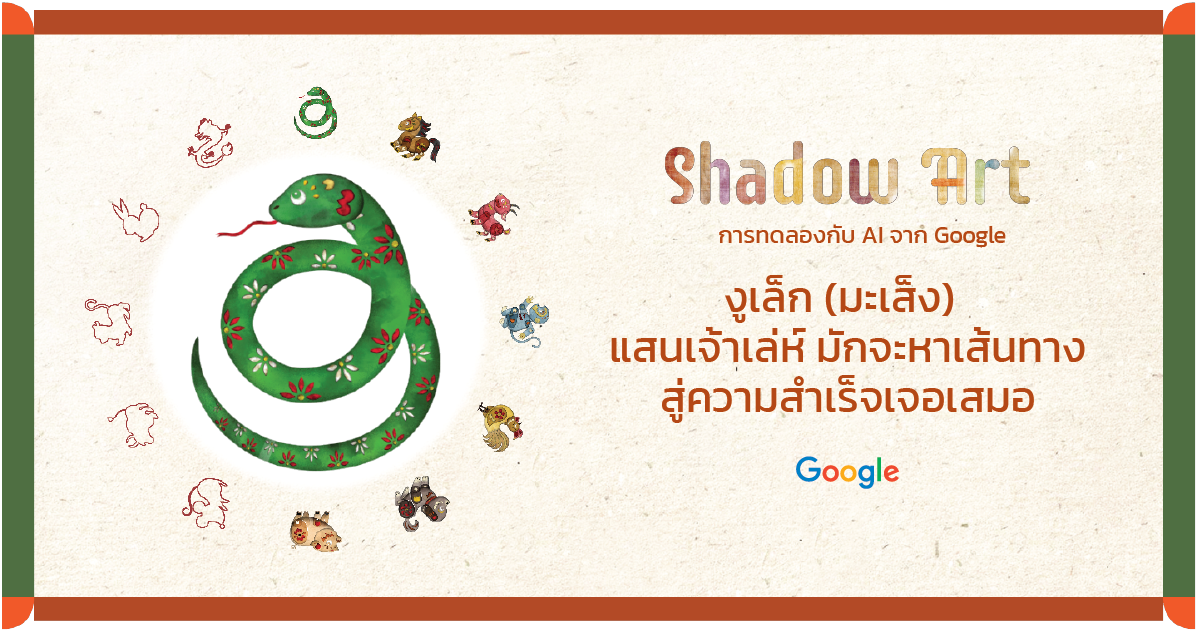 Shadow Art
การทดลองกับ AI จาก Google
งูเล็ก (มะเส็ง)
แสนเจ้าเล่ห์ มักจะหาเส้นทาง
สู่ความสำเร็จเจอเสมอ
Google